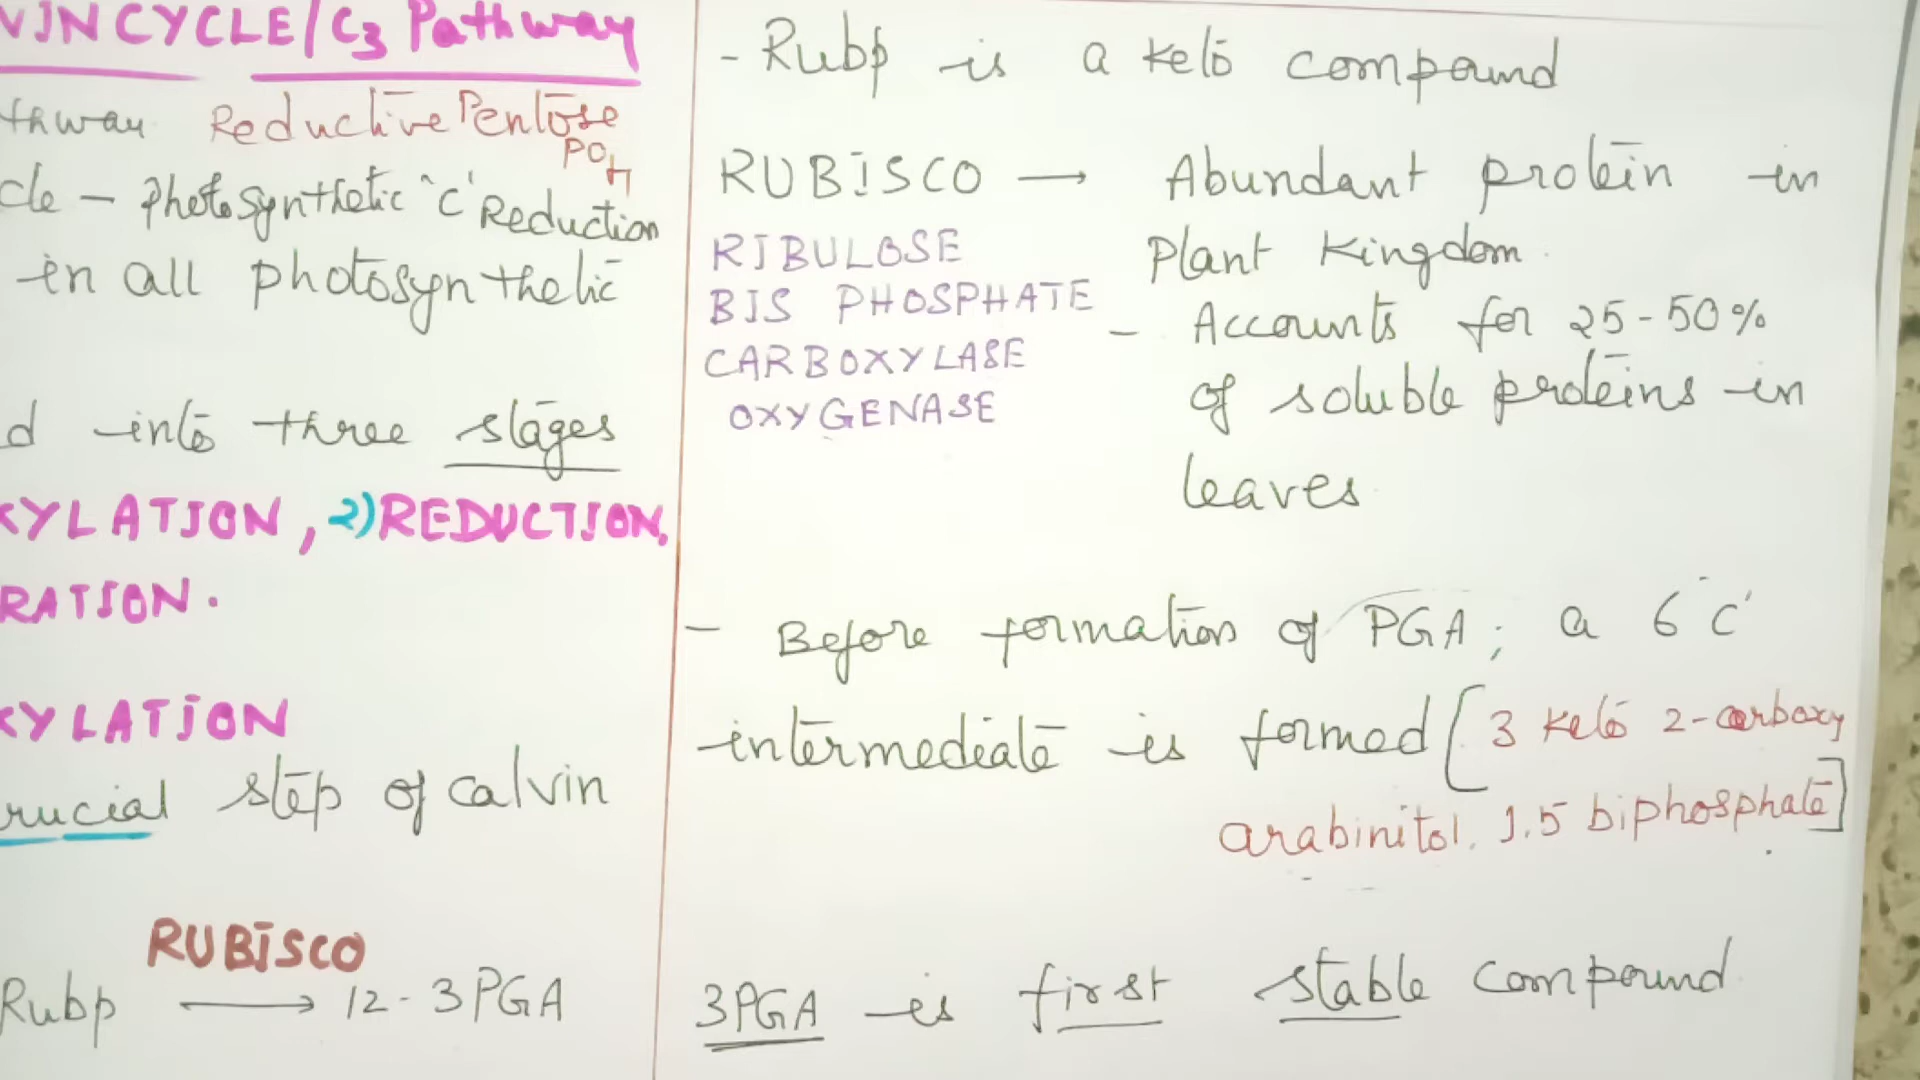 VIN CYCLE/C3 Pathway
thway Reductive Pentose
PO4
cle - Photosynthetic 'C' Reduction
in all photosynthetic
d into three stages
XYLATION, 2) REDUCTION,
RATION.
XYLATION
rucial step of calvin
RUBISCO
Rubp → 12 - 3PGA
- Rubp is a keto compound
RUBISCO → Abundant protein in
Plant Kingdom.
RIBULOSE
BIS PHOSPHATE
CARBOXYLASE
OXYGENASE
- Accounts for 25-50%
of soluble proteins in
leaves
- Before formation of PGA; a 6 'C'
intermediate is formed [3 keto 2-carboxy
arabinitol. 1.5 biphosphate]
3PGA is first stable compound